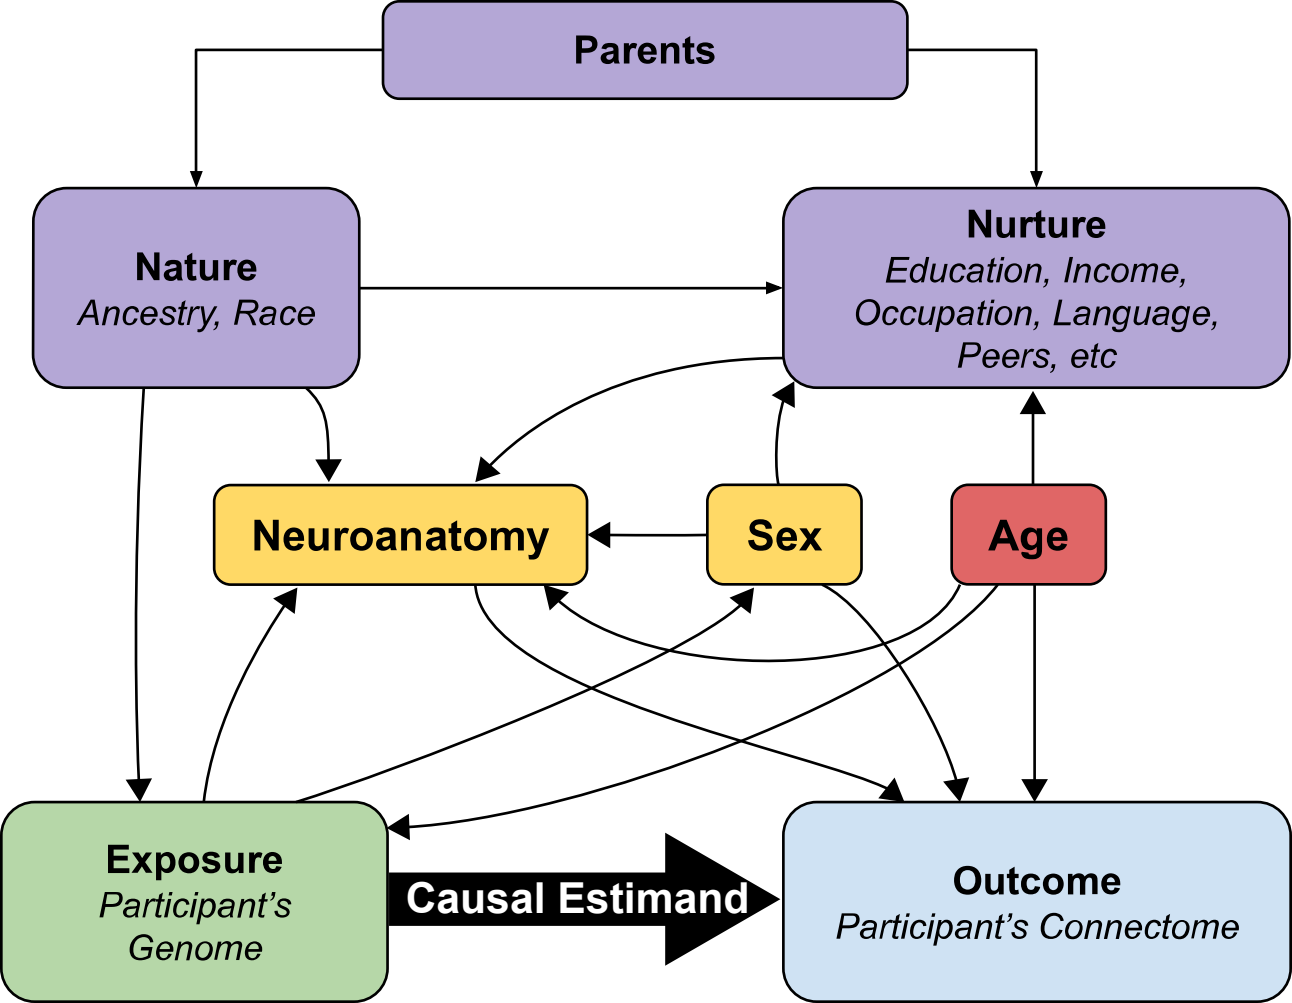 Parents
Nature
Ancestry, Race
Nurture
Education, Income,
Occupation, Language,
Peers, etc
Neuroanatomy
Sex
Age
Exposure
Participant's
Genome
Causal Estimand
Outcome
Participant's Connectome